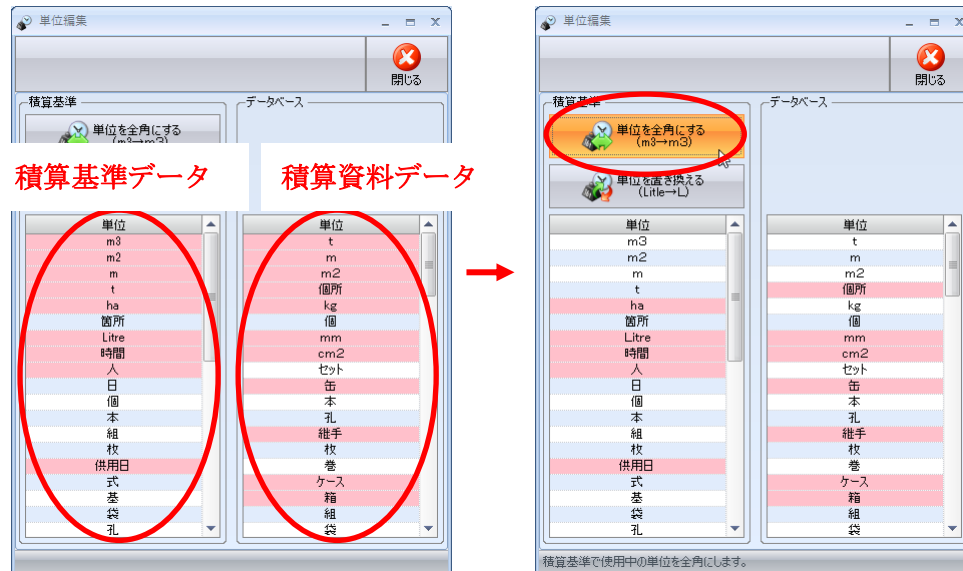 単位編集
閉じる
積算基準
データベース
単位を全角にする
(m3→m3)
積算基準データ
積算資料データ
単位
m3
m2
m
t
ha
箇所
Litre
時間
人
日
個
本
組
枚
供用日
式
基
袋
孔
単位
t
m
m2
個所
kg
個
mm
cm2
セット
缶
本
孔
継手
枚
巻
ケース
箱
組
袋
単位編集
閉じる
積算基準
データベース
単位を全角にする
(m3→m3)
単位を置き換える
(Litle→L)
単位
m3
m2
m
t
ha
箇所
Litre
時間
人
日
個
本
組
枚
供用日
式
基
袋
孔
単位
t
m
m2
個所
kg
個
mm
cm2
セット
缶
本
孔
継手
枚
巻
ケース
箱
組
袋
積算基準で使用中の単位を全角にします。